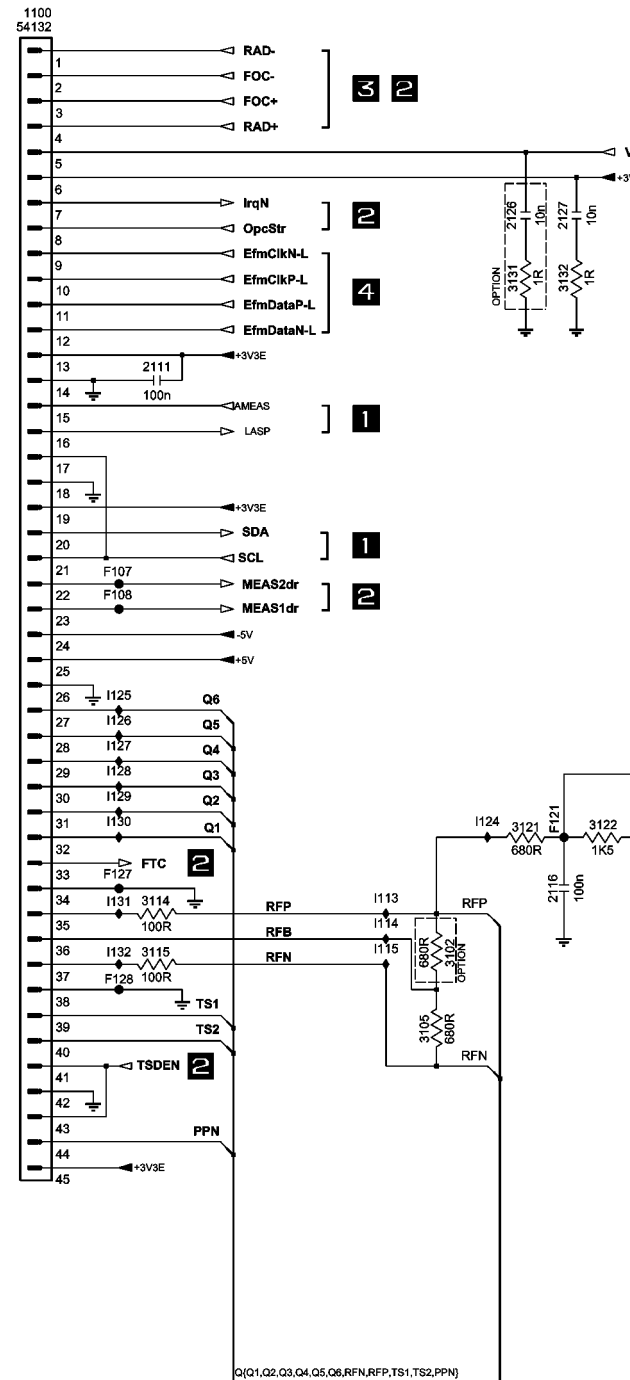 1100
54132
RAD-
1
FOC-
2
FOC+
3
RAD+
4
3 2
V
5
+3V
6
IrqN
7
OpcStr
8
2
EfmClkN-L
9
EfmClkP-L
10
EfmDataP-L
11
EfmDataN-L
12
4
2126
10n
2127
10n
3131
1R
3132
1R
OPTION
+3V3E
13
2111
100n
14
AMEAS
15
LASP
16
1
17
18
+3V3E
19
SDA
20
SCL
21
1
F107
MEAS2dr
22
F108
MEAS1dr
23
2
-5V
24
+5V
25
26
I125
Q6
27
I126
Q5
28
I127
Q4
29
I128
Q3
30
I129
Q2
31
I130
Q1
32
FTC
2
33
F127
34
I131
3114
100R
RFP
I113
RFP
35
RFB
I114
36
I132
3115
100R
RFN
I115
37
F128
38
TS1
39
TS2
40
TSDEN
2
41
42
43
PPN
44
+3V3E
45
I124
3121
680R
F121
3122
1K5
2116
100n
680R
3102
OPTION
3105
680R
RFN
Q{Q1,Q2,Q3,Q4,Q5,Q6,RFN,RFP,TS1,TS2,PPN}